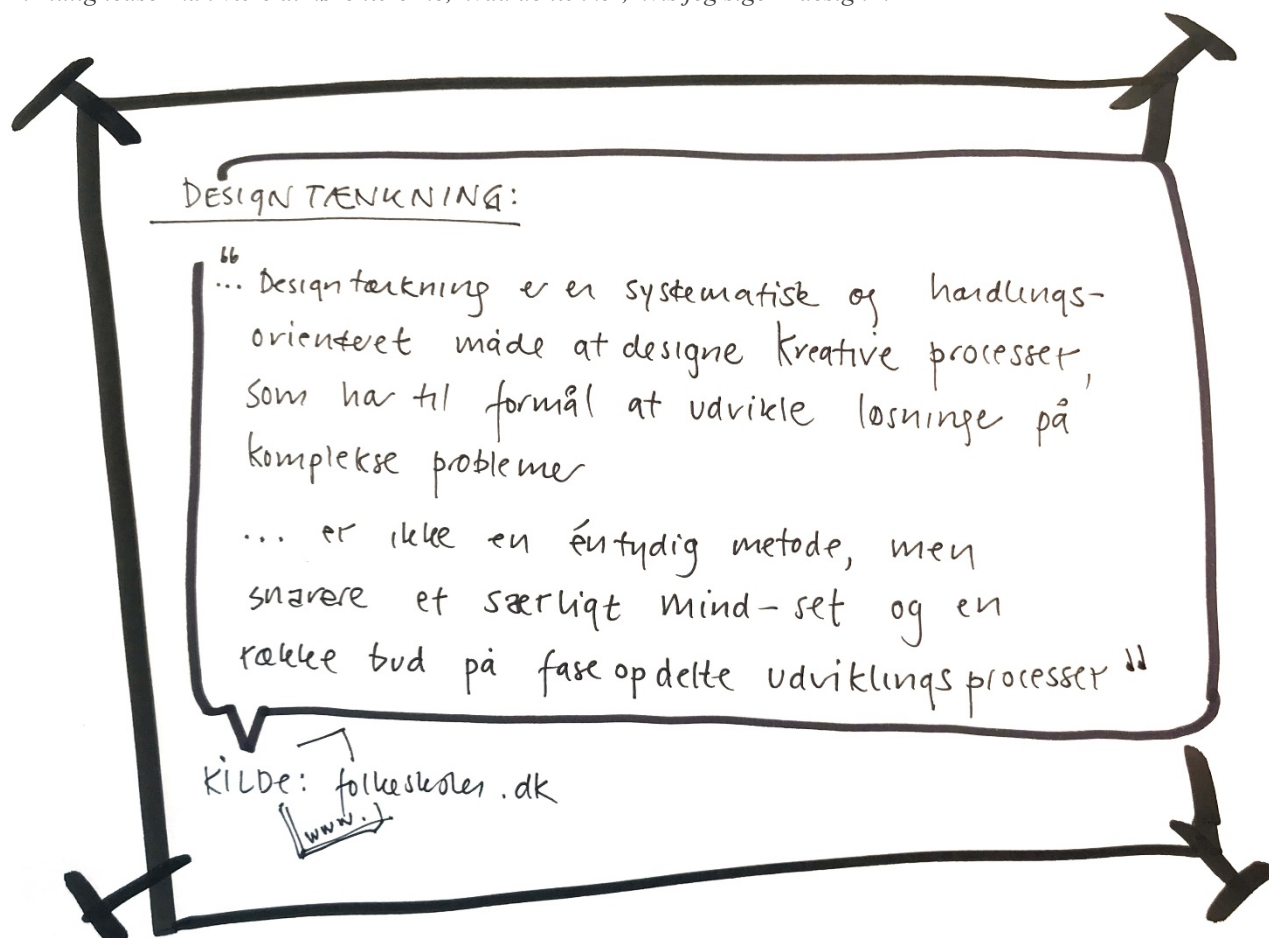 DESIGNTÆNKNING:
“... Designtænkning er en systematisk og handlings-
orienteret måde at designe kreative processer,
som har til formål at udvikle løsninger på
komplekse problemer
... er ikke en éntydig metode, men
snarere et særligt mind-set og en
række bud på faseopdelte udviklingsprocesser”
KILDE: folkeskolen.dk
www.